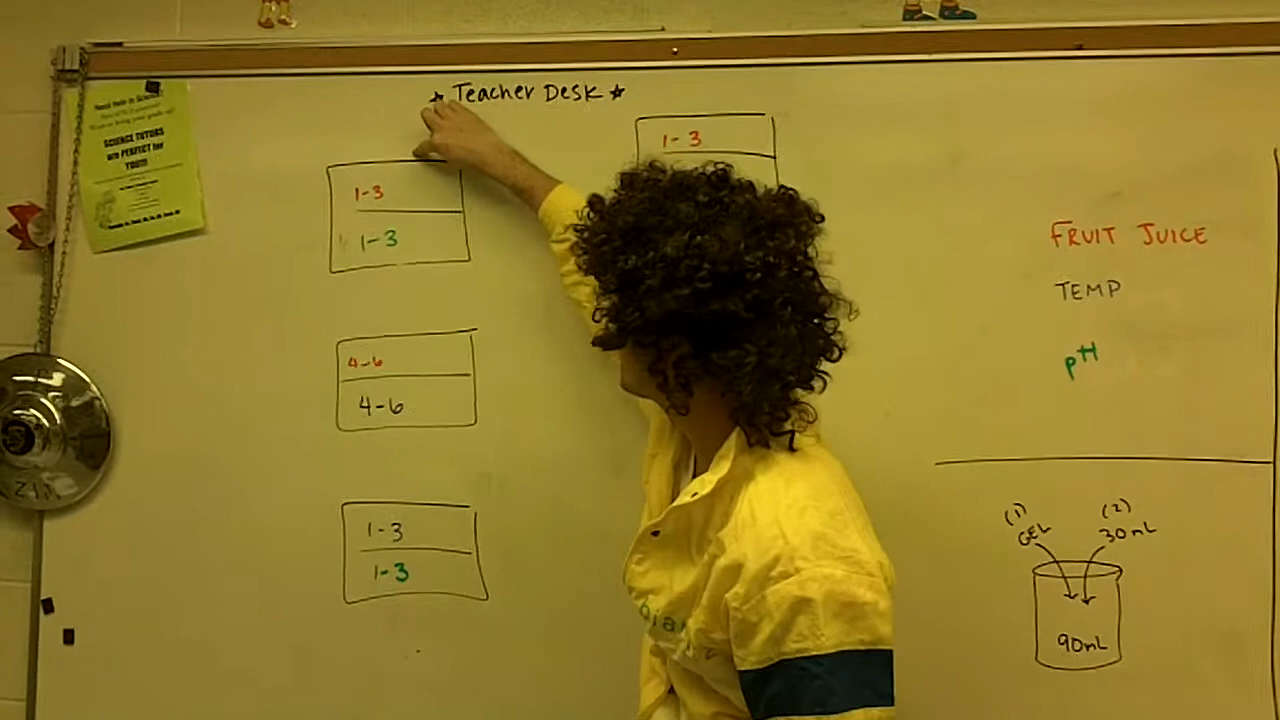 ★ Teacher Desk ★
1-3
1-3
1-3
4-6
4-6
1-3
1-3
FRUIT JUICE
TEMP
pH
(1) (2)
GEL 30mL
90mL
SCIENCE TUTORS
are PERFECT for
YOU!!